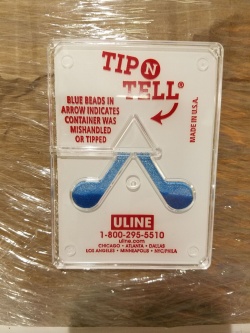 TIP N
TELL
BLUE BEADS IN
ARROW INDICATES
CONTAINER WAS
MISHANDLED
OR TIPPED
MADE IN U.S.A.
ULINE
1-800-295-5510
uline.com
CHICAGO • ATLANTA • DALLAS
LOS ANGELES • MINNEAPOLIS • NYC/PHILA